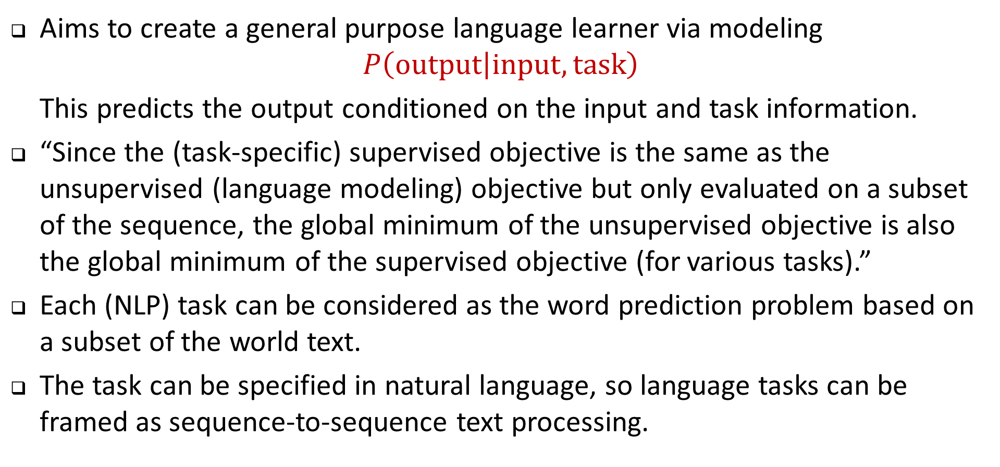 ❑ Aims to create a general purpose language learner via modeling
P(output|input, task)
This predicts the output conditioned on the input and task information.
❑ “Since the (task-specific) supervised objective is the same as the
unsupervised (language modeling) objective but only evaluated on a subset
of the sequence, the global minimum of the unsupervised objective is also
the global minimum of the supervised objective (for various tasks).”
❑ Each (NLP) task can be considered as the word prediction problem based on
a subset of the world text.
❑ The task can be specified in natural language, so language tasks can be
framed as sequence-to-sequence text processing.